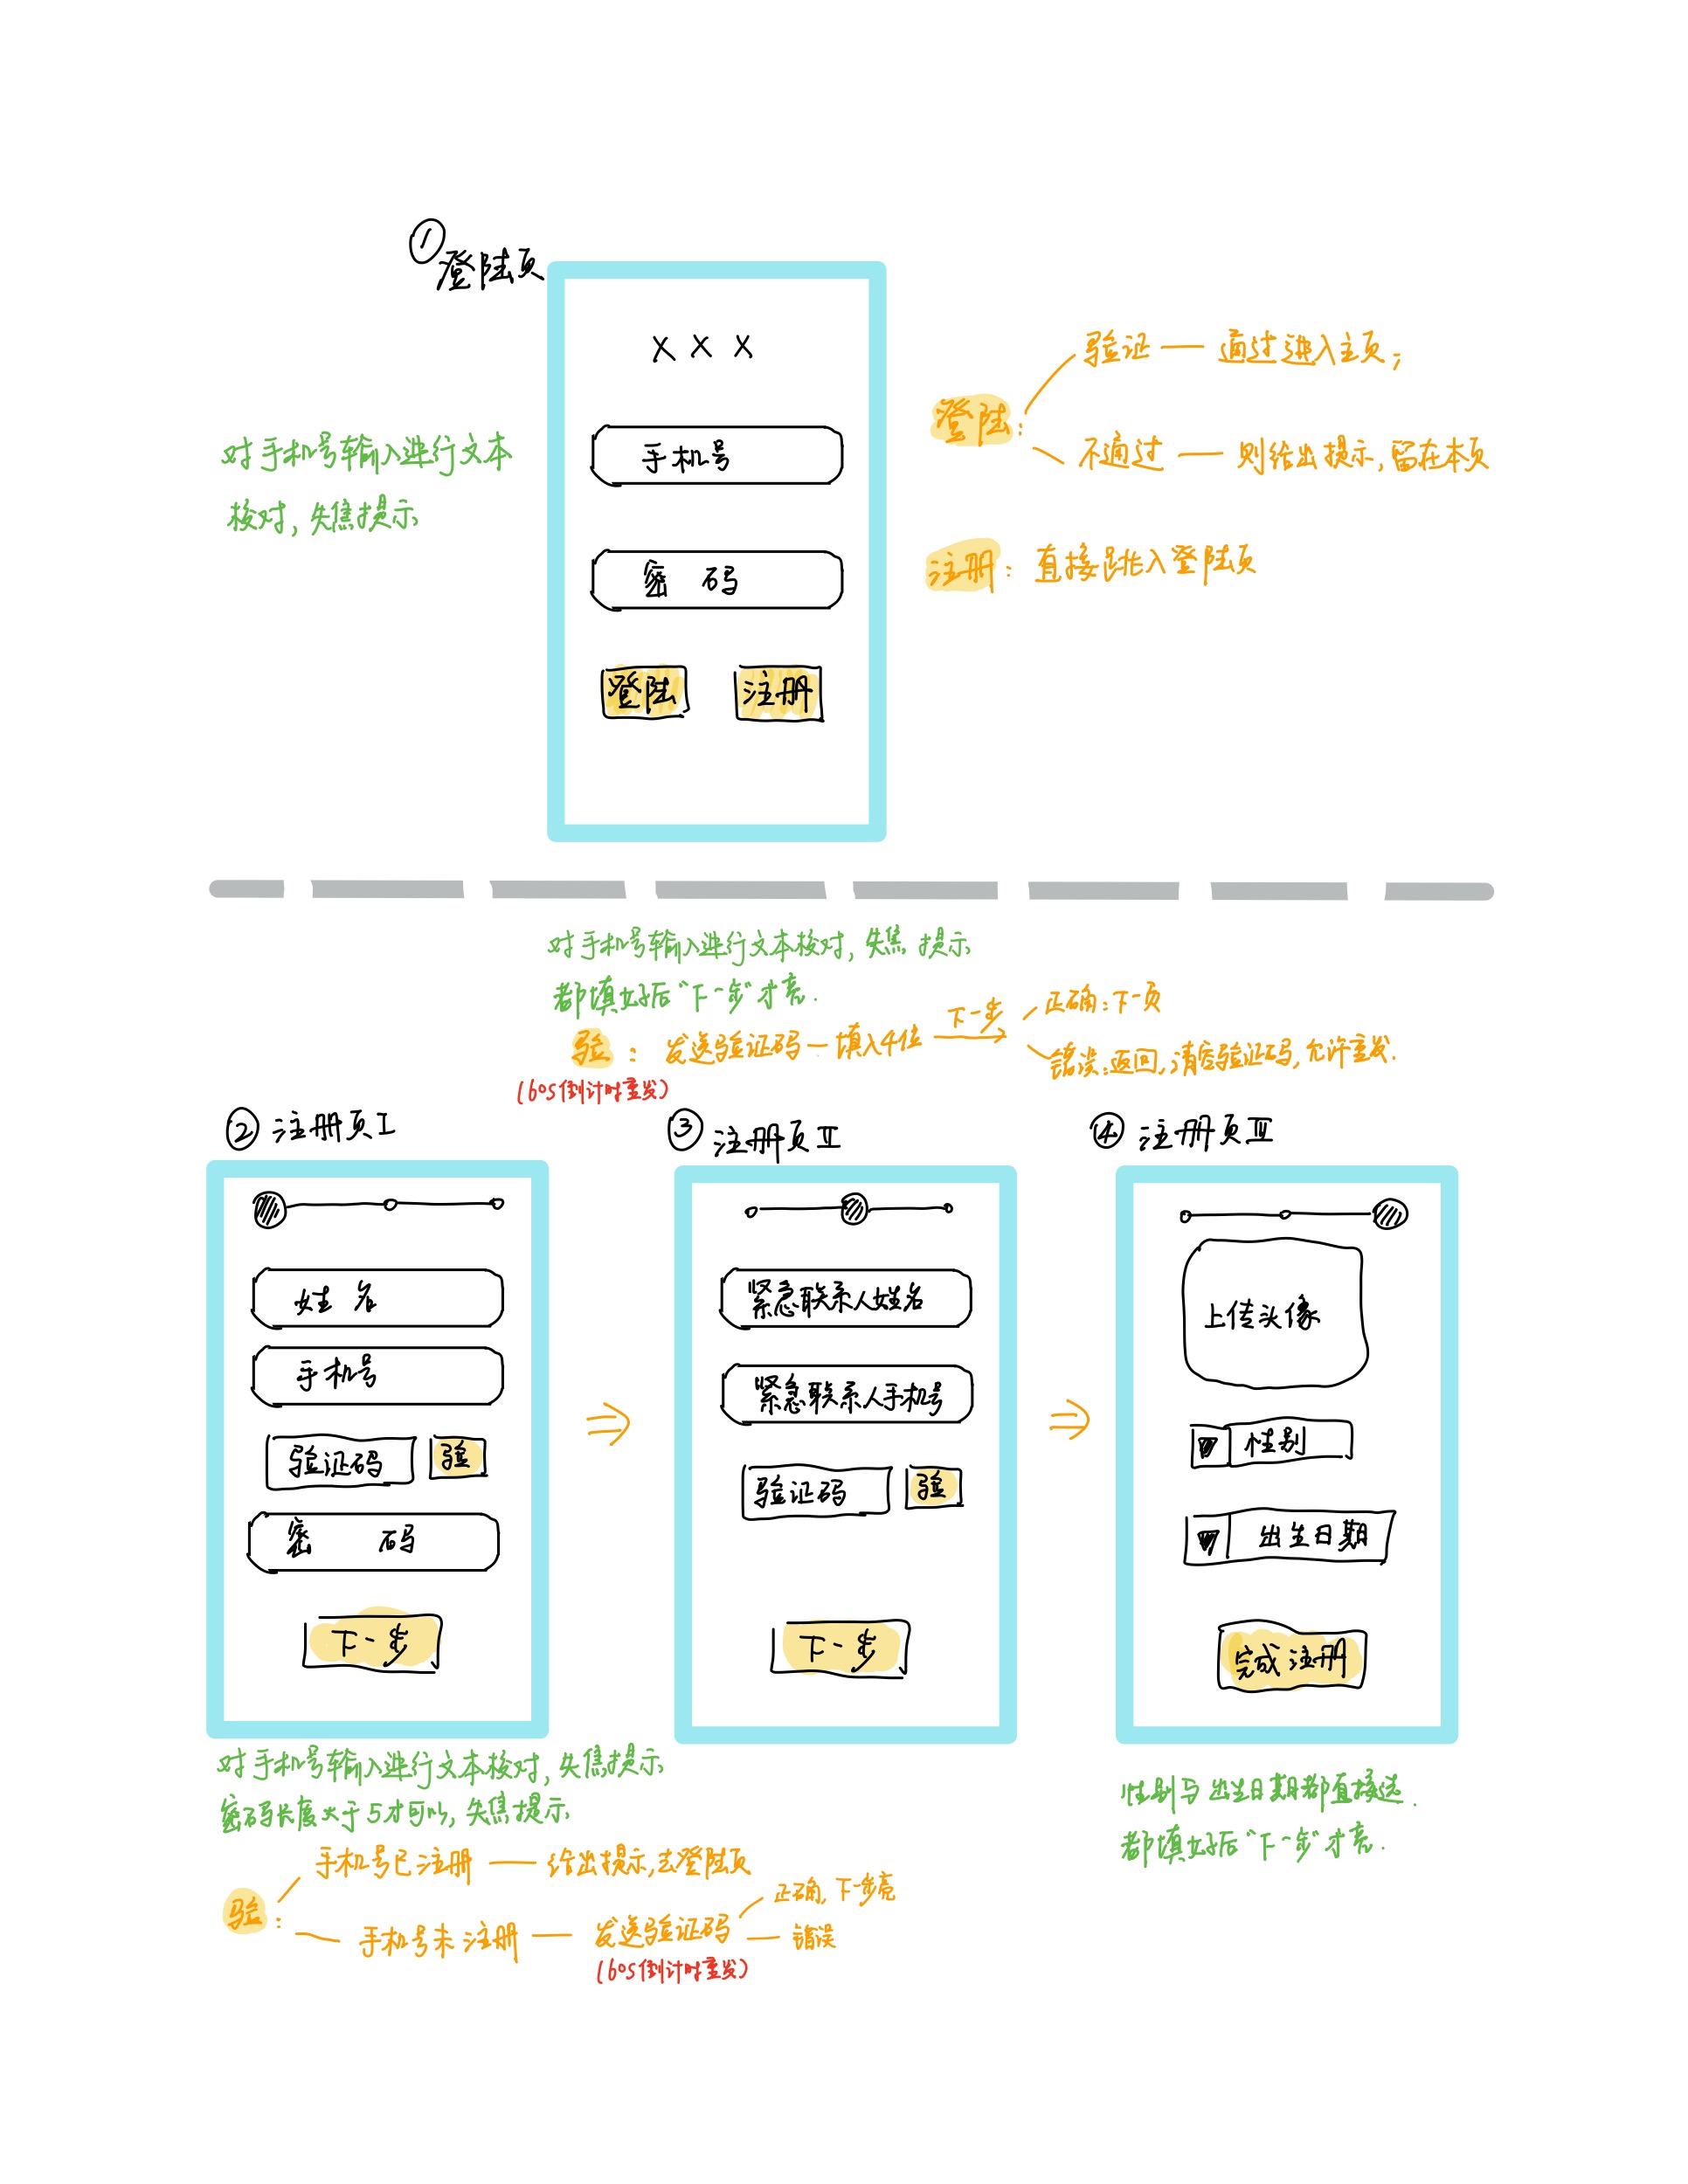 ① 登陆页
X X X
手机号
密 码
登陆 注册
对手机号输入进行文本
核对, 失焦提示
登陆:
验证 — 通过进入主页;
不通过 — 则给出提示, 留在本页
注册: 直接跳入登陆页
对手机号输入进行文本核对, 失焦提示
都填好后“下一步”才亮.
验: 发送验证码 — 填入4位 下一步 正确: 下一页
错误: 返回, 清空验证码, 允许重发.
(60S倒计时重发)
② 注册页I
姓 名
手机号
验证码 验
密 码
下一步
对手机号输入进行文本核对, 失焦提示
密码长度大于5才可以, 失焦提示
验:
手机号已注册 — 给出提示, 去登陆页
手机号未注册 — 发送验证码 正确, 下一步亮
错误
(60S倒计时重发)
③ 注册页II
紧急联系人姓名
紧急联系人手机号
验证码 验
下一步
④ 注册页III
上传头像
性别
出生日期
完成注册
性别与出生日期都直接选.
都填好后“下一步”才亮.